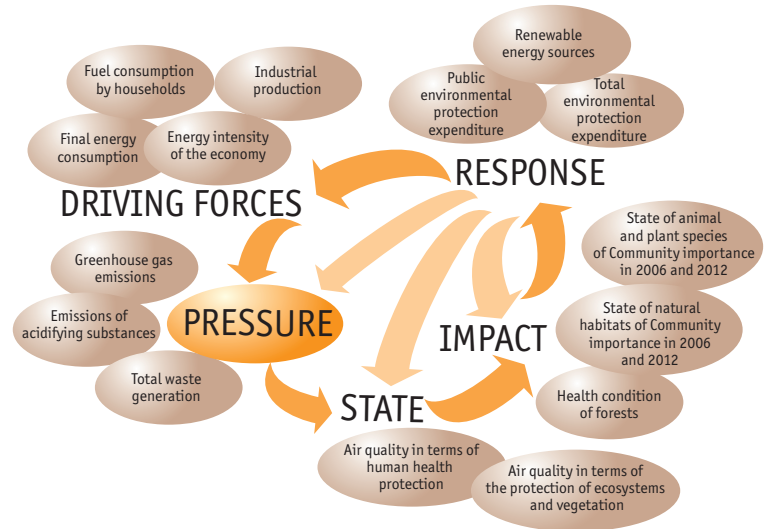 Renewable
energy sources
Fuel consumption
by households
Industrial
production
Public
environmental
protection
expenditure
Total
environmental
protection
expenditure
Final energy
consumption
Energy intensity
of the economy
RESPONSE
DRIVING FORCES
State of animal
and plant species
of Community importance
in 2006 and 2012
Greenhouse gas
emissions
Emissions of
acidifying substances
PRESSURE
State of natural
habitats of Community
importance in 2006
and 2012
IMPACT
Total waste
generation
Health condition
of forests
STATE
Air quality in terms of
human health
protection
Air quality in terms of
the protection of ecosystems
and vegetation